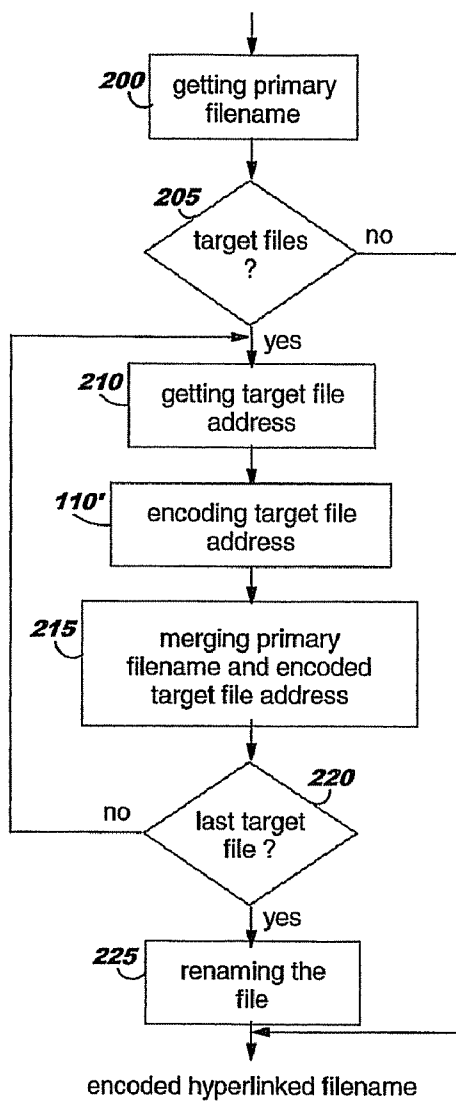 200
getting primary
filename
205
target files
?
no
yes
210
getting target file
address
110'
encoding target file
address
215
merging primary
filename and encoded
target file address
220
last target
file ?
no
yes
225
renaming the
file
encoded hyperlinked filename